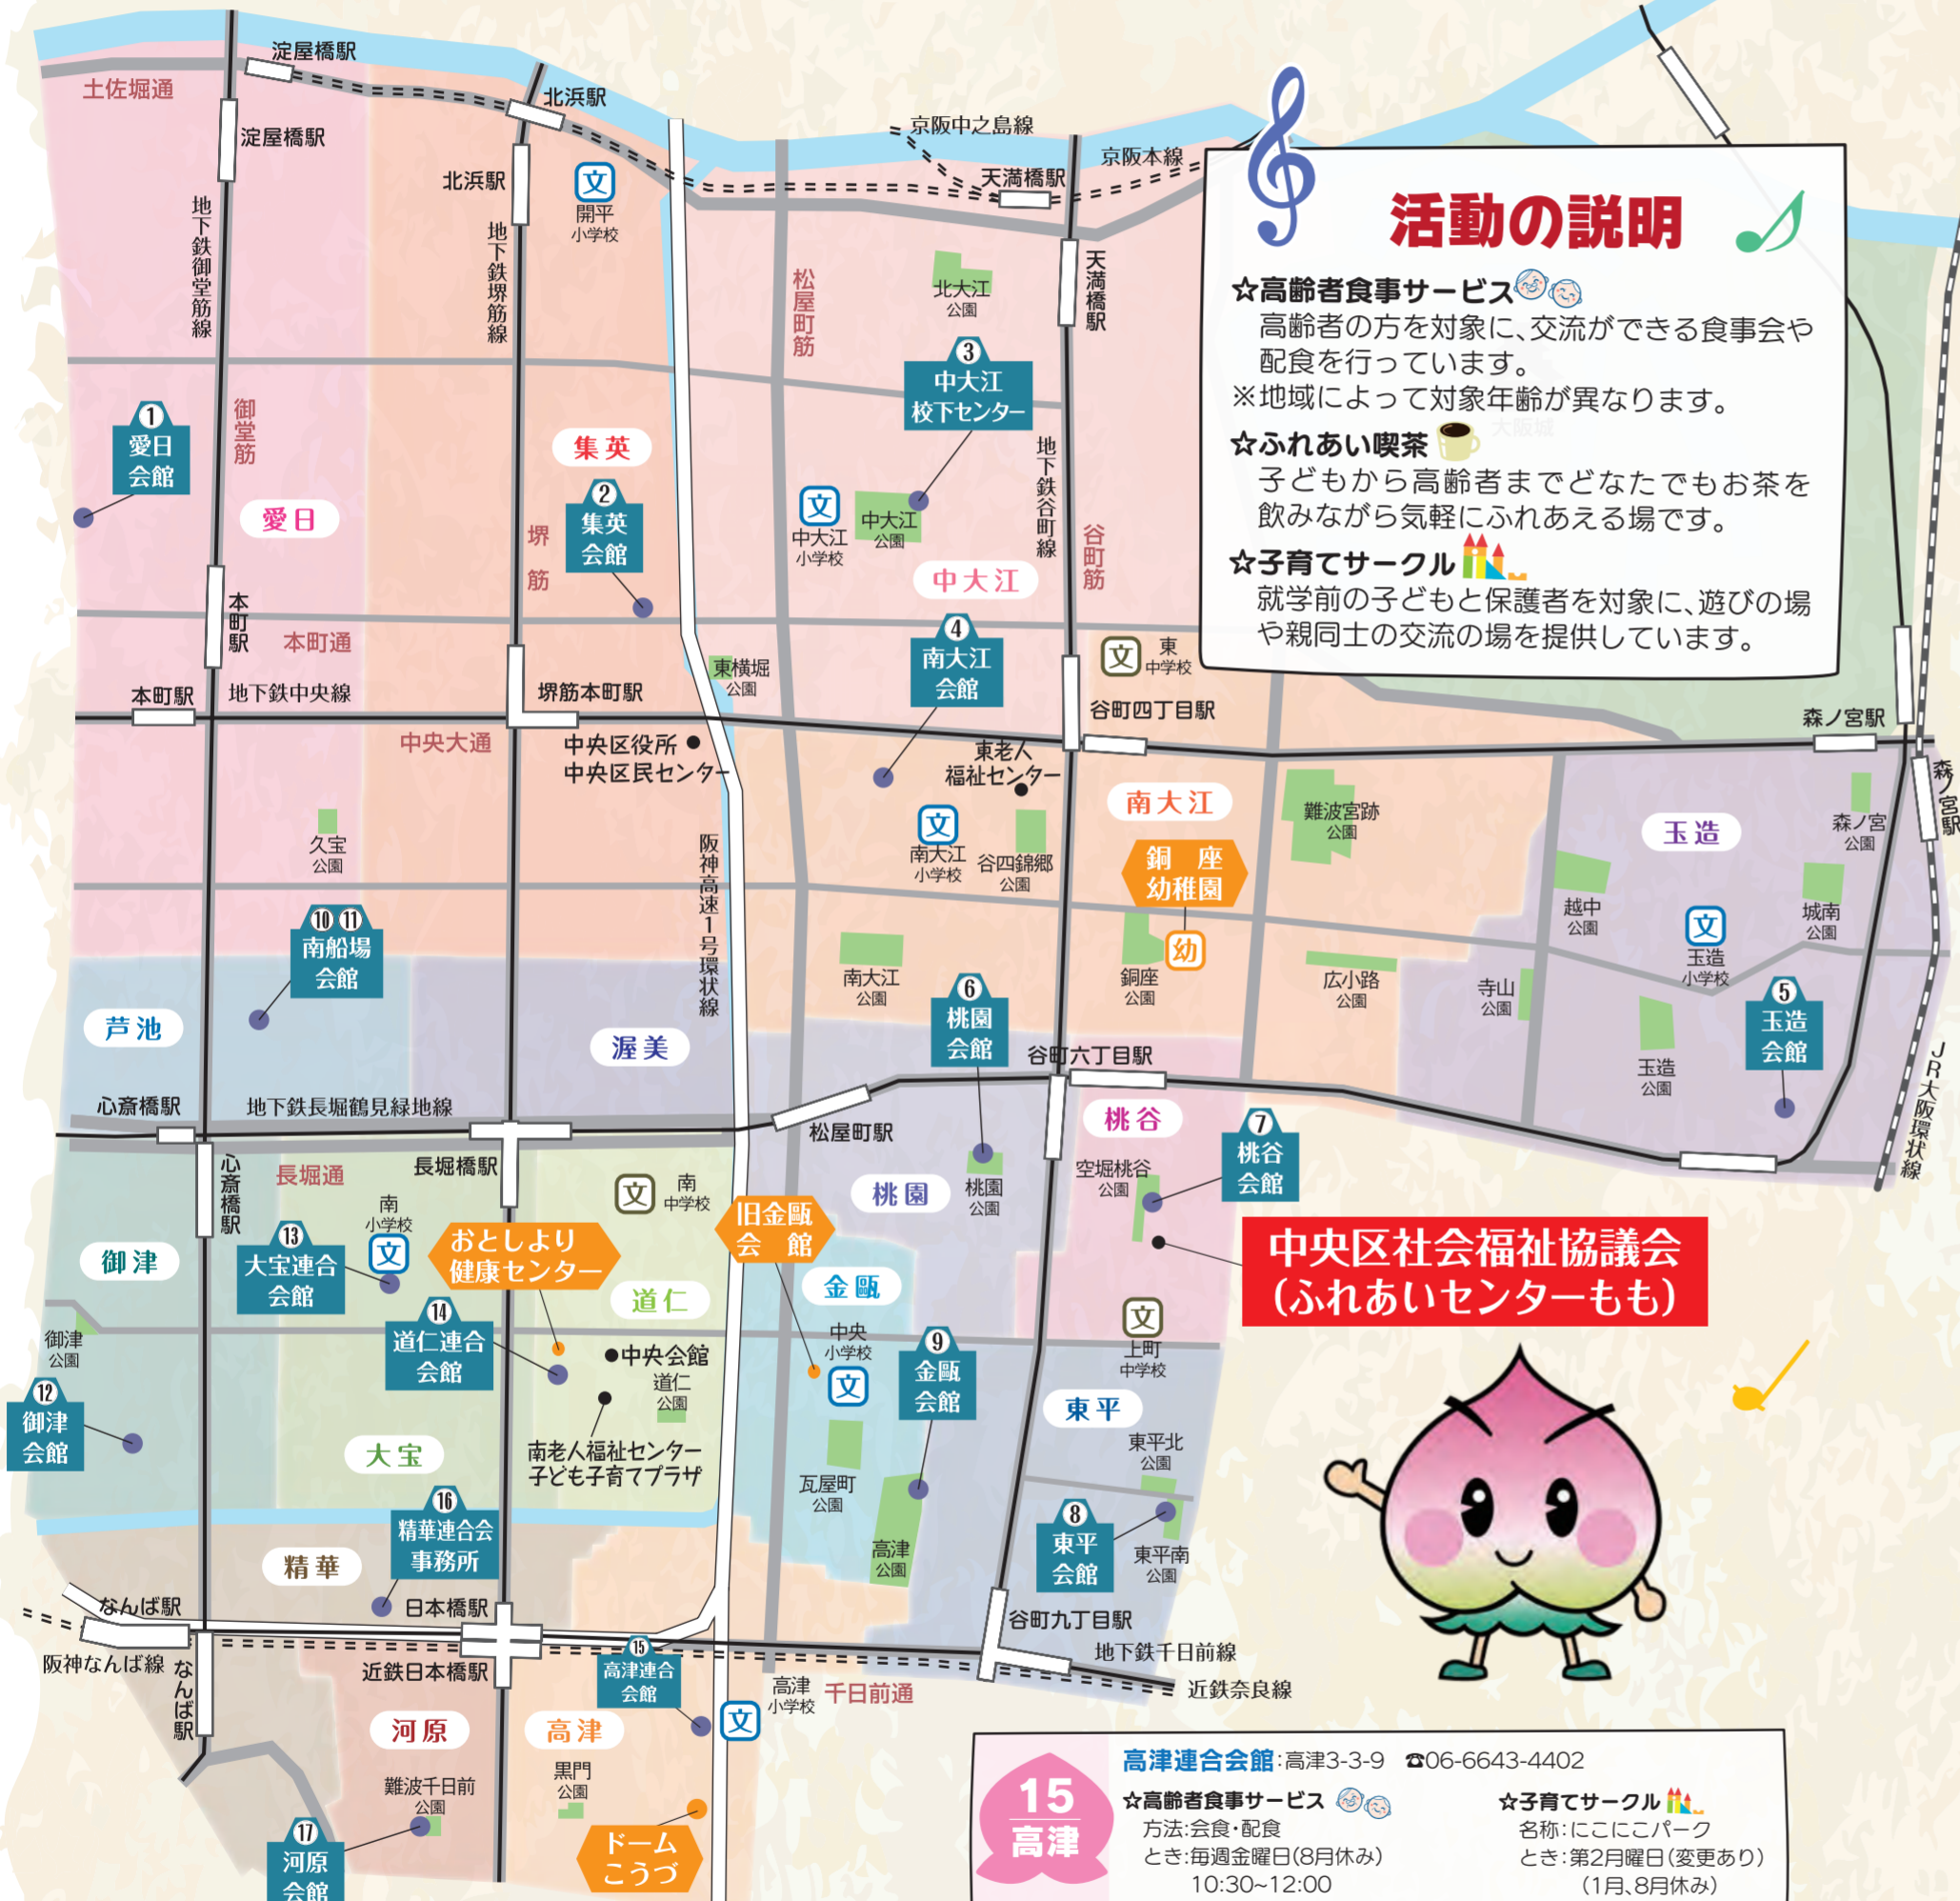 淀屋橋駅
土佐堀通
淀屋橋駅
北浜駅
北浜駅
地下鉄御堂筋線
地下鉄堺筋線
文
開平
小学校
京阪中之島線
京阪本線
天満橋駅
天満橋駅
松屋町筋
北大江
公園
活動の説明
☆高齢者食事サービス
高齢者の方を対象に、交流ができる食事会や
配食を行っています。
※地域によって対象年齢が異なります。
大阪城
☆ふれあい喫茶
子どもから高齢者までどなたでもお茶を
飲みながら気軽にふれあえる場です。
☆子育てサークル
就学前の子どもと保護者を対象に、遊びの場
や親同士の交流の場を提供しています。
①
愛日
会館
御堂筋
愛日
集英
②
集英
会館
堺筋
③
中大江
校下センター
文
中大江
小学校
中大江
公園
地下鉄谷町線
谷町筋
中大江
本町駅
本町通
本町駅
地下鉄中央線
堺筋本町駅
東横堀
公園
④
南大江
会館
文
東
中学校
谷町四丁目駅
森ノ宮駅
森ノ宮駅
中央大通
中央区役所
中央区民センター
東老人
福祉センター
南大江
難波宮跡
公園
玉造
森ノ宮
公園
久宝
公園
阪神高速1号環状線
文
南大江
小学校
谷四錦郷
公園
銅座
幼稚園
幼
銅座
公園
越中
公園
城南
公園
文
玉造
小学校
⑩⑪
南船場
会館
南大江
公園
広小路
公園
寺山
公園
玉造
公園
⑤
玉造
会館
芦池
渥美
⑥
桃園
会館
谷町六丁目駅
JR大阪環状線
心斎橋駅
地下鉄長堀鶴見緑地線
松屋町駅
桃谷
⑦
桃谷
会館
心斎橋駅
長堀通
長堀橋駅
文
南
中学校
桃園
桃園
公園
空堀桃谷
公園
中央区社会福祉協議会
(ふれあいセンターもも)
御津
南
小学校
文
⑬
大宝連合
会館
おとしより
健康センター
旧金甌
会館
道仁
金甌
⑭
道仁連合
会館
中央会館
道仁
公園
中央
小学校
文
⑨
金甌
会館
文
上町
中学校
御津
公園
⑫
御津
会館
大宝
南老人福祉センター
子ども子育てプラザ
東平
東平北
公園
瓦屋町
公園
高津
公園
⑧
東平
会館
東平南
公園
⑯
精華連合会
事務所
精華
なんば駅
日本橋駅
谷町九丁目駅
地下鉄千日前線
近鉄奈良線
阪神なんば線
なんば駅
近鉄日本橋駅
⑮
高津連合
会館
文
高津
小学校
千日前通
河原
高津
難波千日前
公園
黒門
公園
⑰
河原
会館
ドーム
こうづ
15
高津
高津連合会館:高津3-3-9 ☎06-6643-4402
☆高齢者食事サービス
方法:会食・配食
とき:毎週金曜日(8月休み)
10:30~12:00
☆子育てサークル
名称:にこにこパーク
とき:第2月曜日(変更あり)
(1月、8月休み)